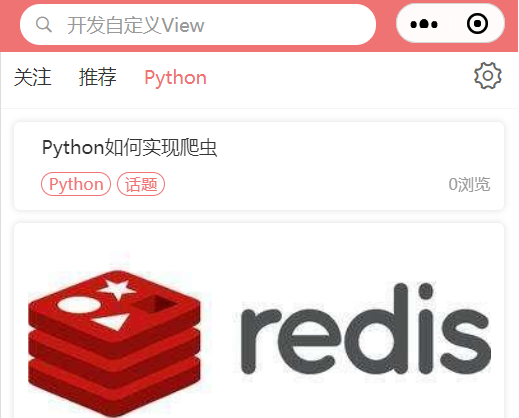 开发自定义View
关注 推荐 Python
Python如何实现爬虫
Python 话题 0浏览
redis